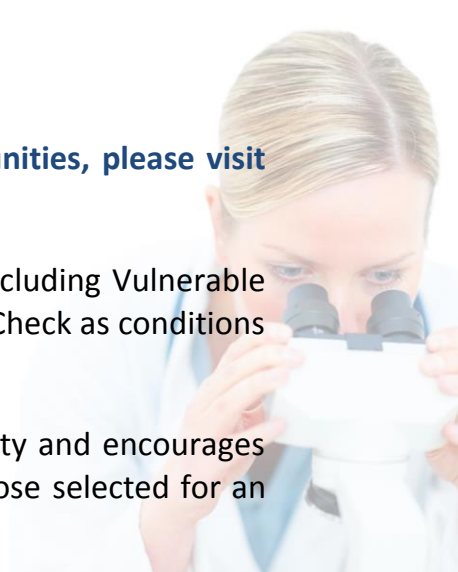 unities, please visit
cluding Vulnerable
Check as conditions
ty and encourages
ose selected for an